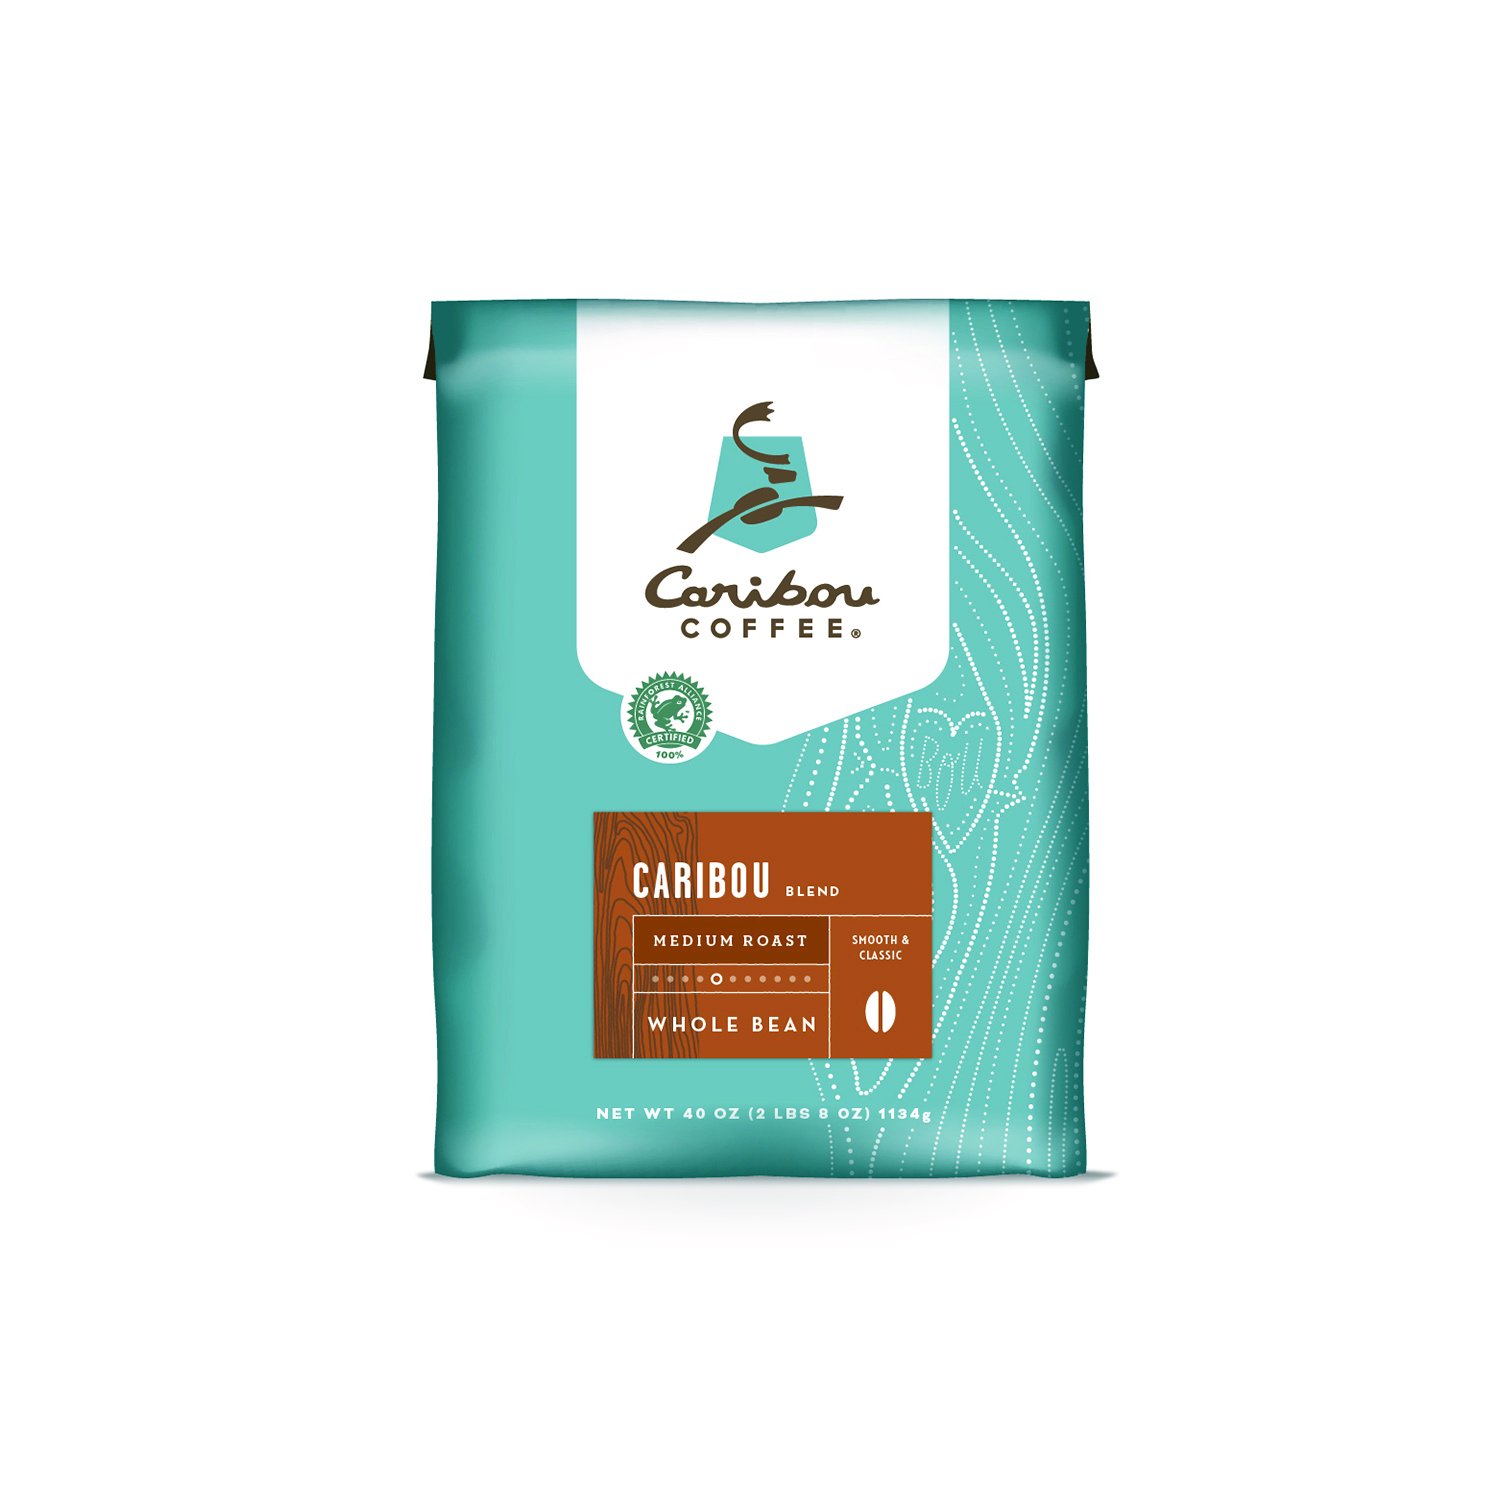 Caribou
COFFEE®
RAINFOREST ALLIANCE
CERTIFIED
100%
BOU
CARIBOU BLEND
MEDIUM ROAST
SMOOTH &
CLASSIC
WHOLE BEAN
NET WT 40 OZ (2 LBS 8 OZ) 1134g